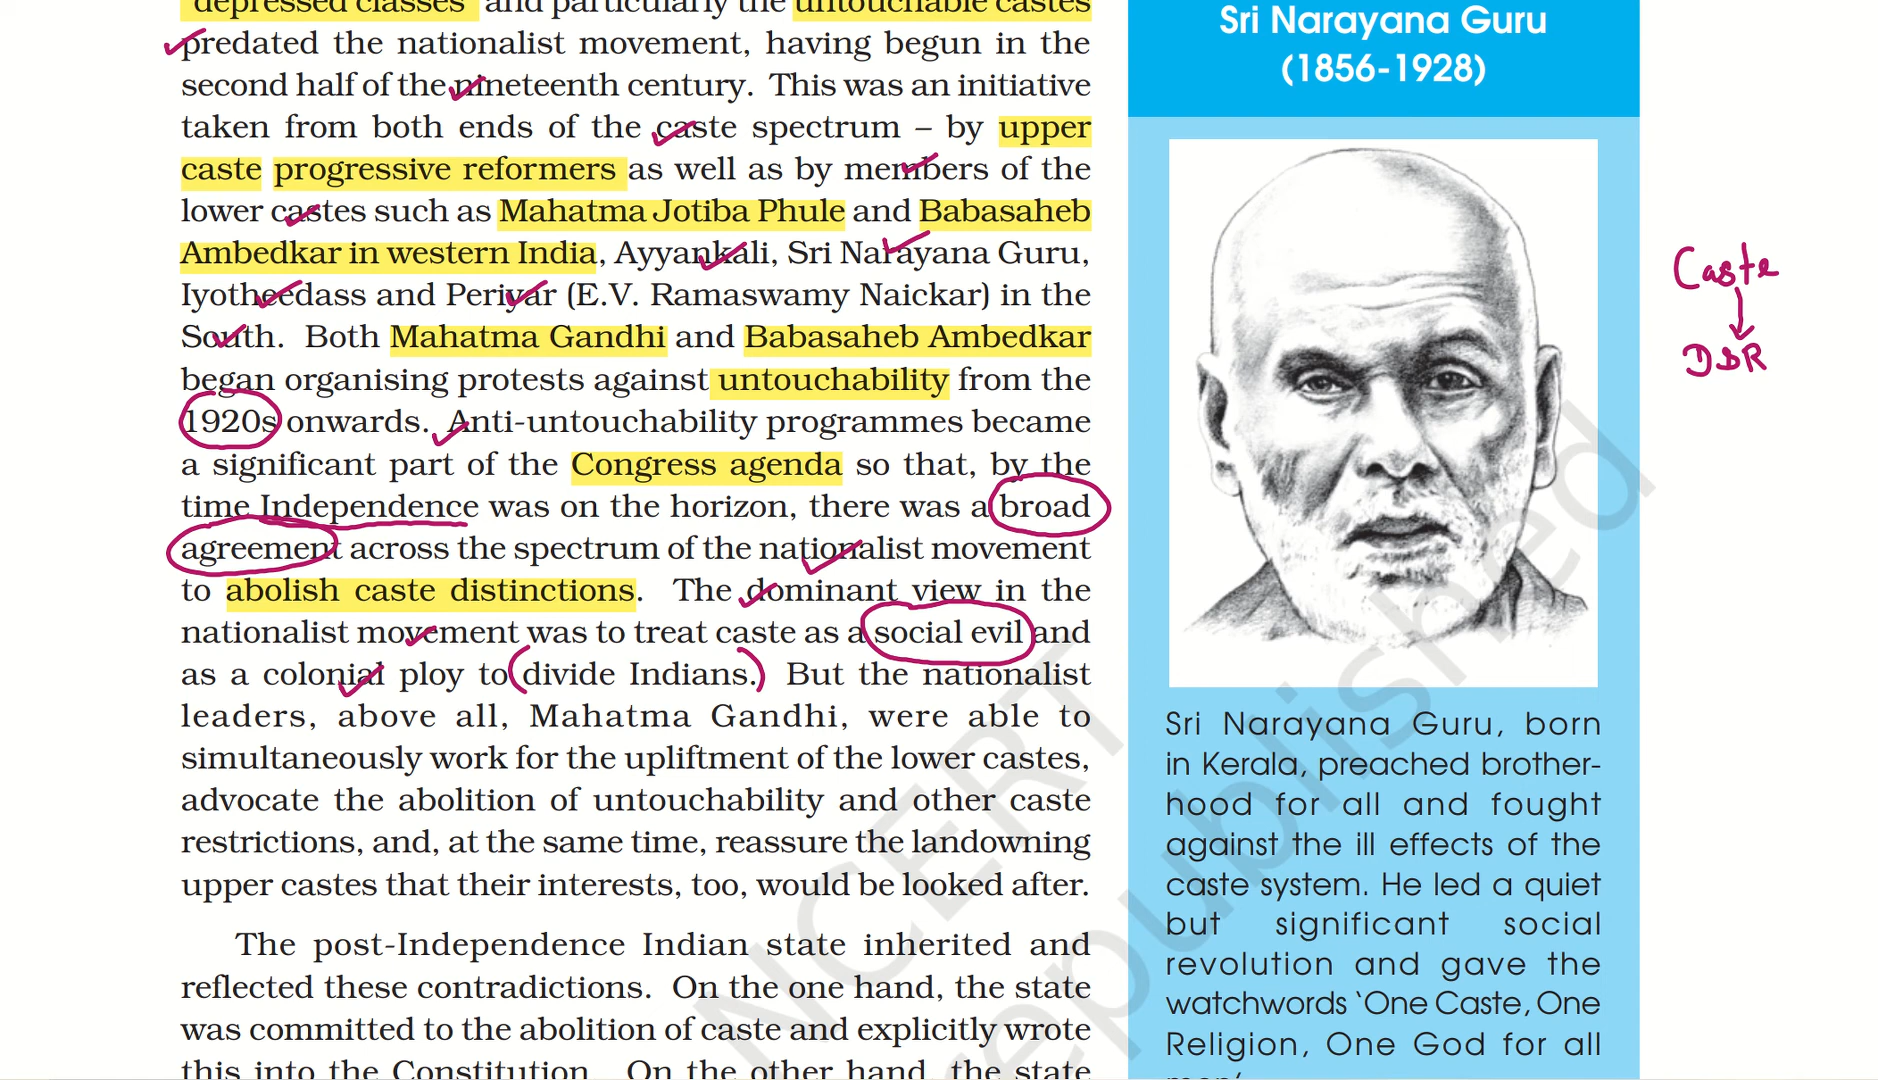 'depressed classes' and particularly the untouchable castes
predated the nationalist movement, having begun in the
second half of the nineteenth century. This was an initiative
taken from both ends of the caste spectrum – by upper
caste progressive reformers as well as by members of the
lower castes such as Mahatma Jotiba Phule and Babasaheb
Ambedkar in western India, Ayyankali, Sri Narayana Guru,
Iyotheedass and Periyar (E.V. Ramaswamy Naickar) in the
South. Both Mahatma Gandhi and Babasaheb Ambedkar
began organising protests against untouchability from the
1920s onwards. Anti-untouchability programmes became
a significant part of the Congress agenda so that, by the
time Independence was on the horizon, there was a broad
agreement across the spectrum of the nationalist movement
to abolish caste distinctions. The dominant view in the
nationalist movement was to treat caste as a social evil and
as a colonial ploy to divide Indians. But the nationalist
leaders, above all, Mahatma Gandhi, were able to
simultaneously work for the upliftment of the lower castes,
advocate the abolition of untouchability and other caste
restrictions, and, at the same time, reassure the landowning
upper castes that their interests, too, would be looked after.
The post-Independence Indian state inherited and
reflected these contradictions. On the one hand, the state
was committed to the abolition of caste and explicitly wrote
this into the Constitution. On the other hand, the state
Sri Narayana Guru
(1856-1928)
Sri Narayana Guru, born
in Kerala, preached brother-
hood for all and fought
against the ill effects of the
caste system. He led a quiet
but significant social
revolution and gave the
watchwords 'One Caste, One
Religion, One God for all
men'
Caste
DSR
NCERT
republished